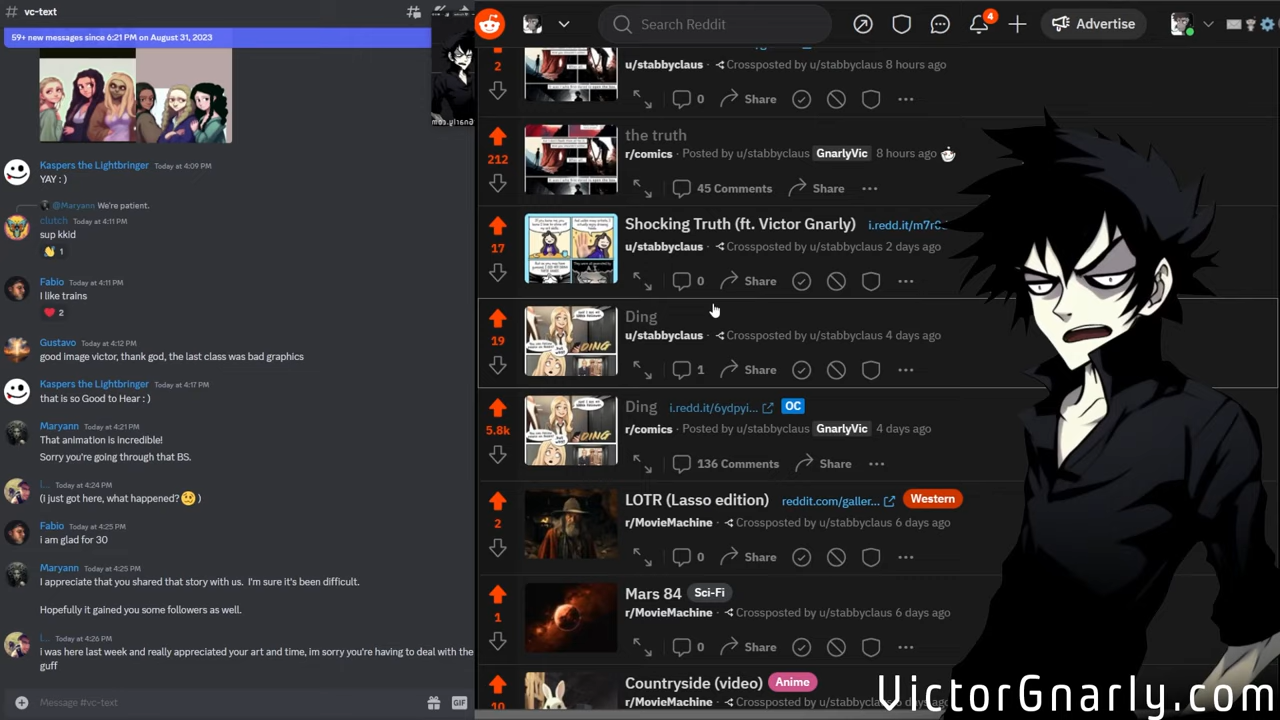 # vc-text
59+ new messages since 6:21 PM on August 31, 2023
Kaspers the Lightbringer Today at 4:09 PM
YAY : )
@Maryann We're patient.
clutch Today at 4:11 PM
sup kkid
1
Fabio Today at 4:11 PM
I like trains
2
Gustavo Today at 4:12 PM
good image victor, thank god, the last class was bad graphics
Kaspers the Lightbringer Today at 4:17 PM
that is so Good to Hear : )
Maryann Today at 4:21 PM
That animation is incredible!
Sorry you're going through that BS.
I... Today at 4:24 PM
(i just got here, what happened? )
Fabio Today at 4:25 PM
i am glad for 30
Maryann Today at 4:25 PM
I appreciate that you shared that story with us. I'm sure it's been difficult.
Hopefully it gained you some followers as well.
I... Today at 4:26 PM
i was here last week and really appreciated your art and time, im sorry you're having to deal with the
guff
Message #vc-text
GIF
Search Reddit
4
Advertise
2
u/stabbyclaus Crossposted by u/stabbyclaus 8 hours ago
0 Share
the truth
212
r/comics · Posted by u/stabbyclaus GnarlyVic 8 hours ago
45 Comments Share
Shocking Truth (ft. Victor Gnarly) i.redd.it/m7r
17
u/stabbyclaus · Crossposted by u/stabbyclaus 2 days ago
0 Share
Ding
19
u/stabbyclaus · Crossposted by u/stabbyclaus 4 days ago
DING
1 Share
Ding i.redd.it/6ydpyi... OC
5.8k
r/comics · Posted by u/stabbyclaus GnarlyVic 4 days ago
DING
136 Comments Share
LOTR (Lasso edition) reddit.com/galler... Western
2
r/MovieMachine · Crossposted by u/stabbyclaus 6 days ago
0 Share
Mars 84 Sci-Fi
1
r/MovieMachine · Crossposted by u/stabbyclaus 6 days ago
0 Share
Countryside (video) Anime
10
VictorGnarly.com